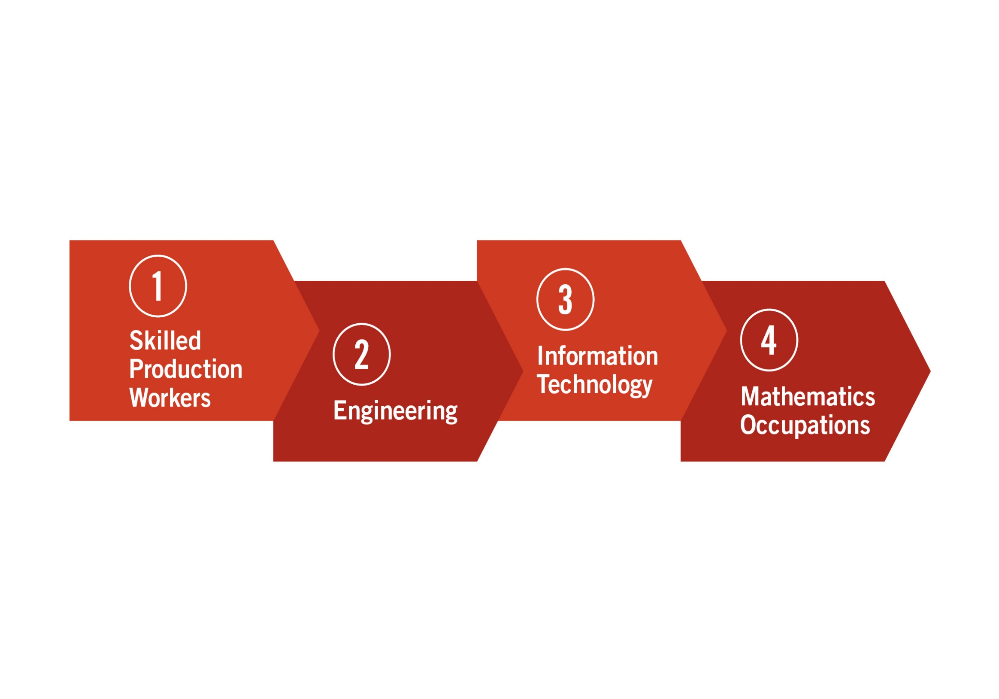 1
Skilled
Production
Workers
2
Engineering
3
Information
Technology
4
Mathematics
Occupations